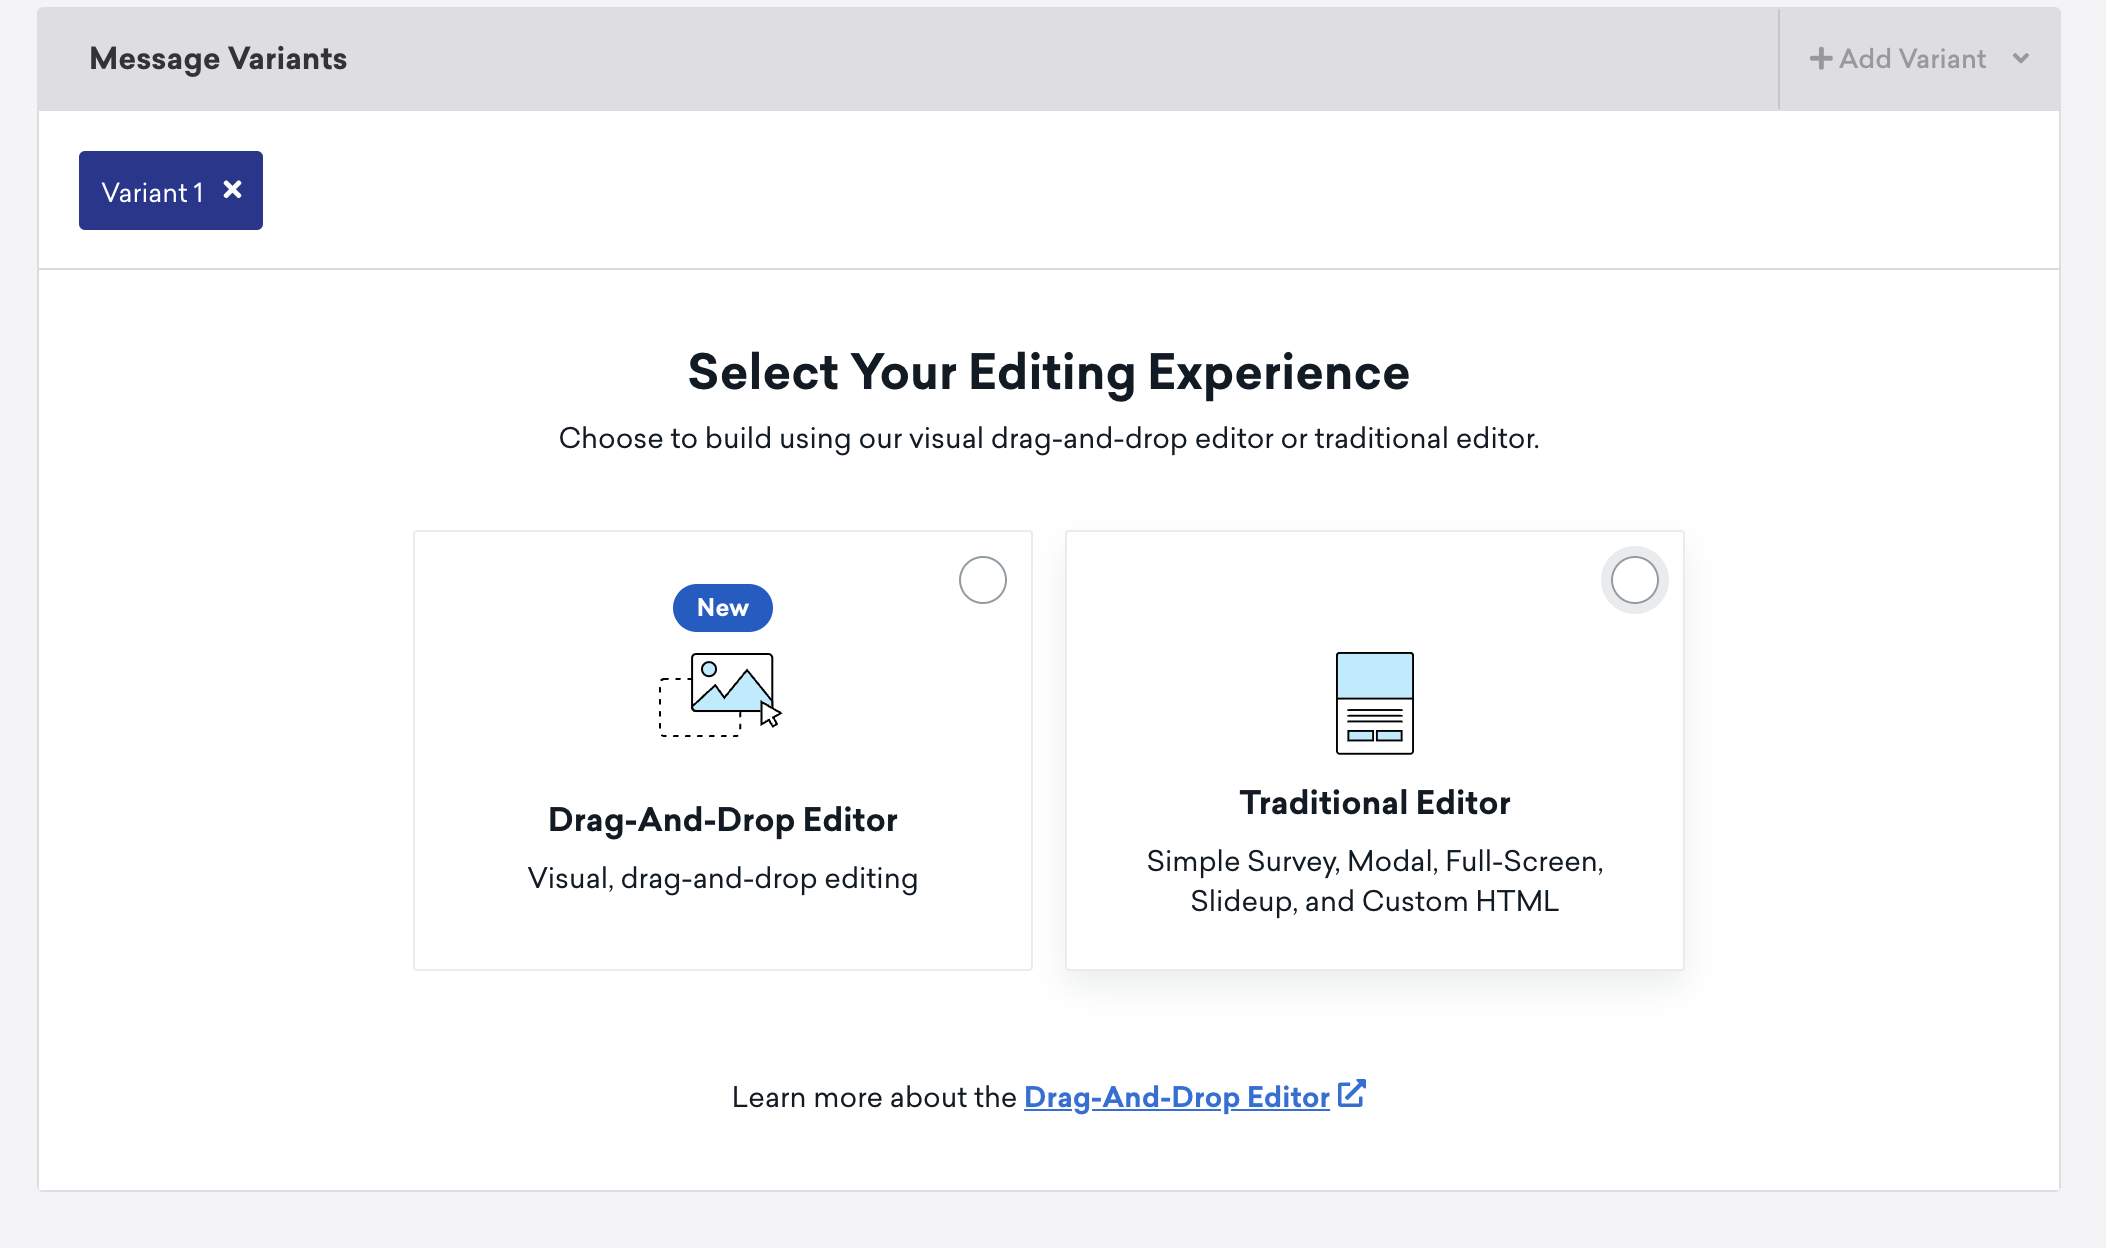 Message Variants
Add Variant
Variant 1
Select Your Editing Experience
Choose to build using our visual drag-and-drop editor or traditional editor.
New
Drag-And-Drop Editor
Visual, drag-and-drop editing
Traditional Editor
Simple Survey, Modal, Full-Screen,
Slideup, and Custom HTML
Learn more about the Drag-And-Drop Editor